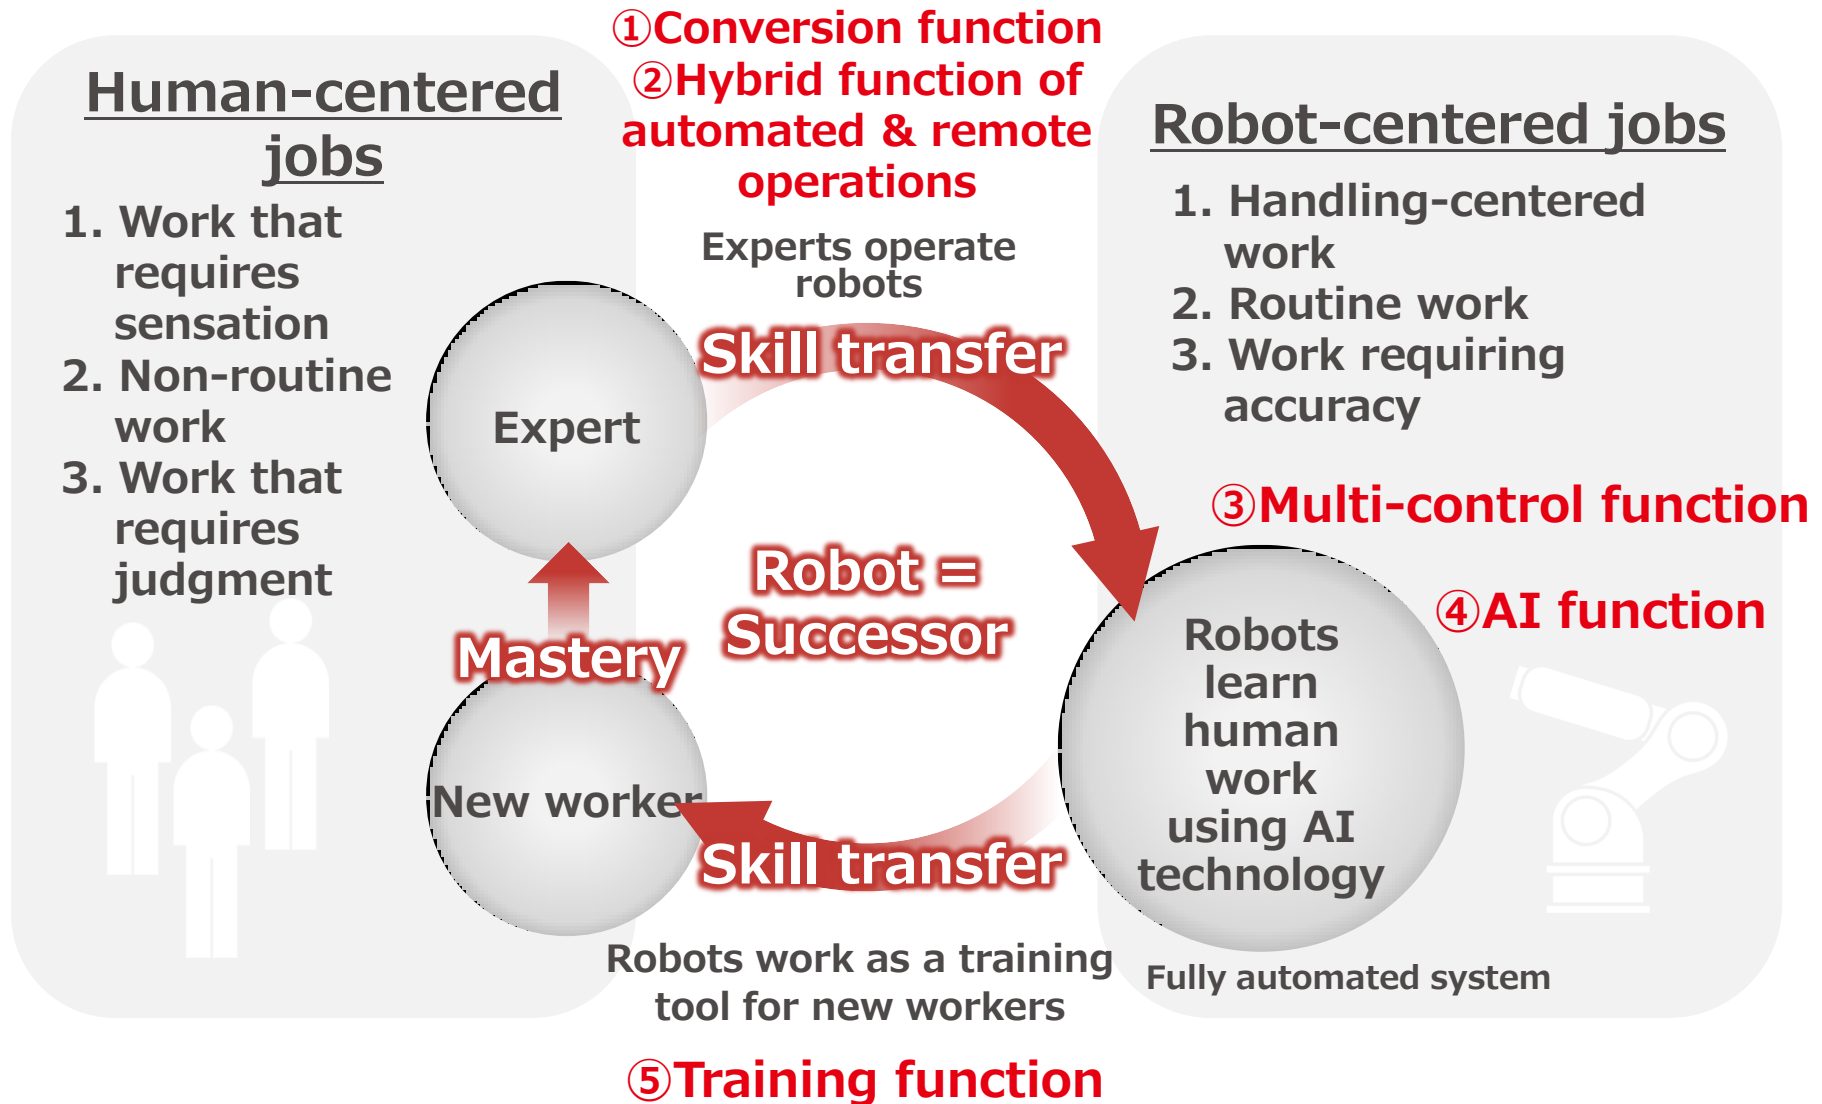 Human-centered
jobs
1. Work that
requires
sensation
2. Non-routine
work
3. Work that
requires
judgment
①Conversion function
②Hybrid function of
automated & remote
operations
Experts operate
robots
Skill transfer
Robot-centered jobs
1. Handling-centered
work
2. Routine work
3. Work requiring
accuracy
③Multi-control function
④AI function
Expert
Robot =
Successor
Mastery
New worker
Robots
learn
human
work
using AI
technology
Skill transfer
Robots work as a training
tool for new workers
Fully automated system
⑤Training function